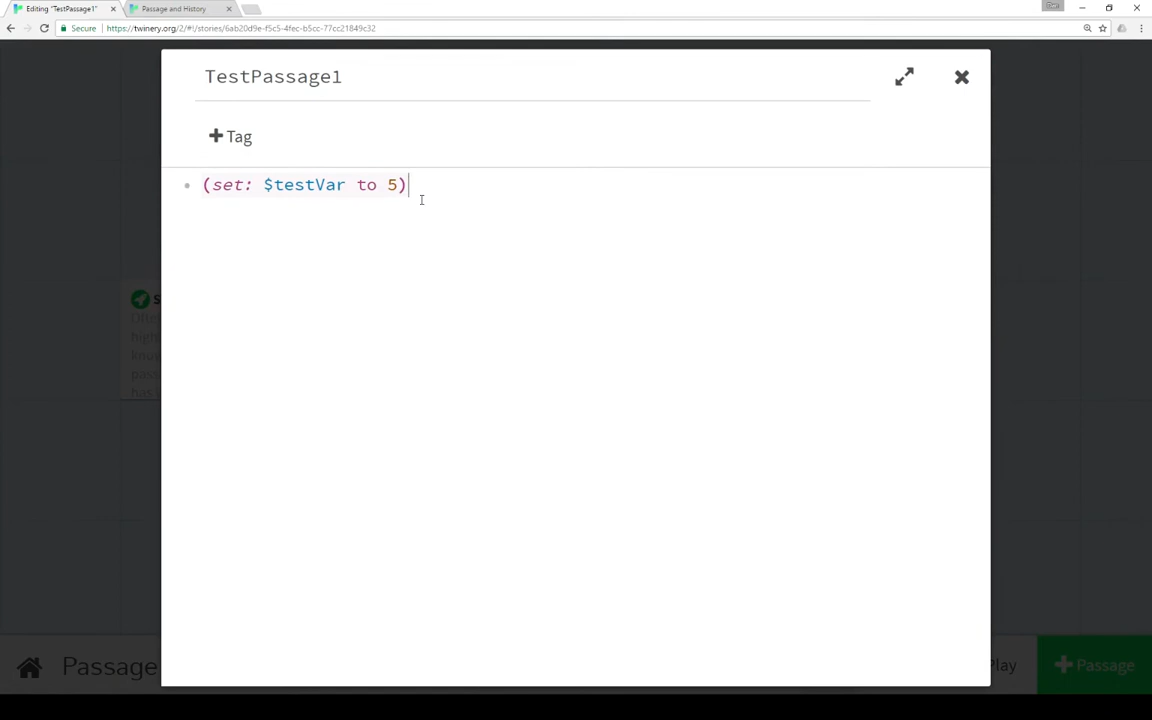 Editing "TestPassage1"
Passage and History
Secure
https://twinery.org/2/#!/stories/6ab20d9e-f5c5-4fec-b5cc-77cc21849c32
TestPassage1
+ Tag
(set: $testVar to 5)
Passage
Play
+ Passage